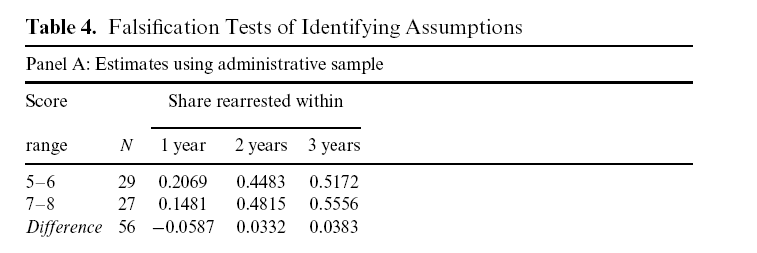 Table 4. Falsification Tests of Identifying Assumptions
Panel A: Estimates using administrative sample
Score Share rearrested within
range N 1 year 2 years 3 years
5–6 29 0.2069 0.4483 0.5172
7–8 27 0.1481 0.4815 0.5556
Difference 56 −0.0587 0.0332 0.0383